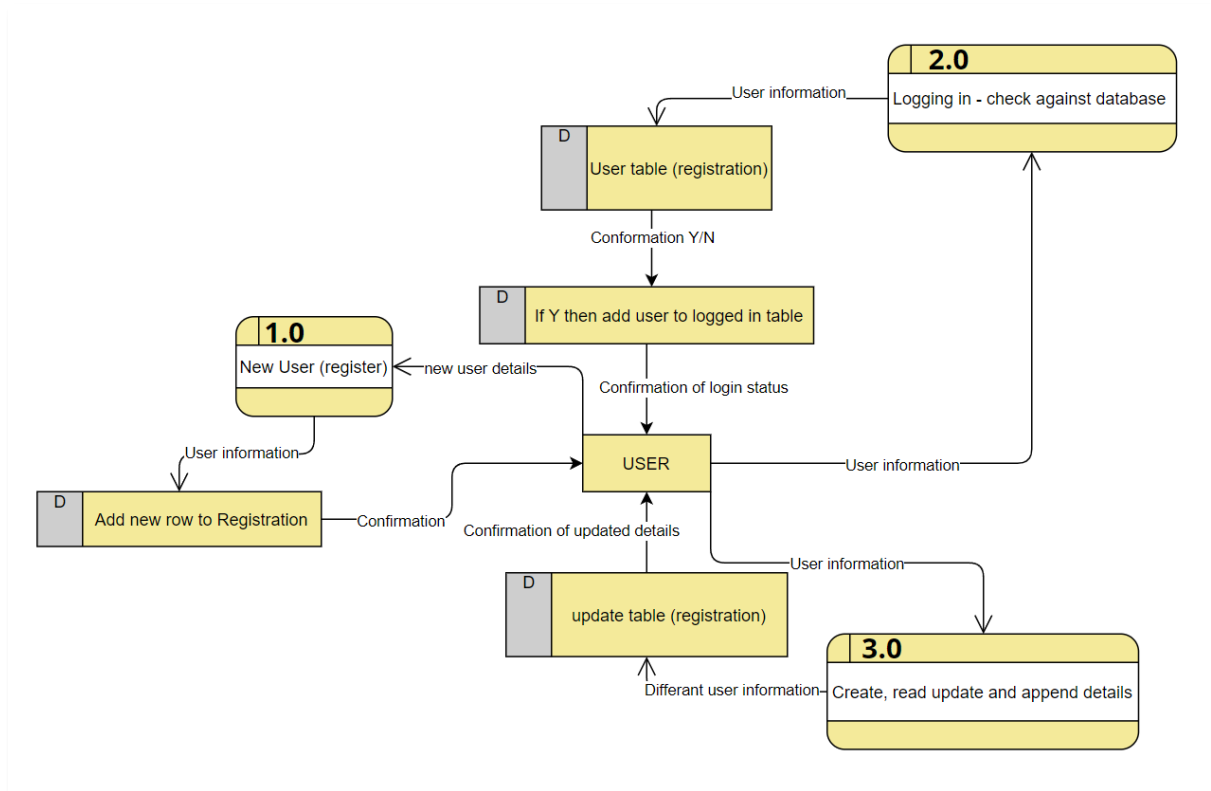 2.0
Logging in - check against database
User information
D
User table (registration)
Conformation Y/N
D
If Y then add user to logged in table
1.0
New User (register)
new user details
Confirmation of login status
User information
USER
User information
D
Add new row to Registration
Confirmation
Confirmation of updated details
User information
D
update table (registration)
3.0
Differant user information
Create, read update and append details